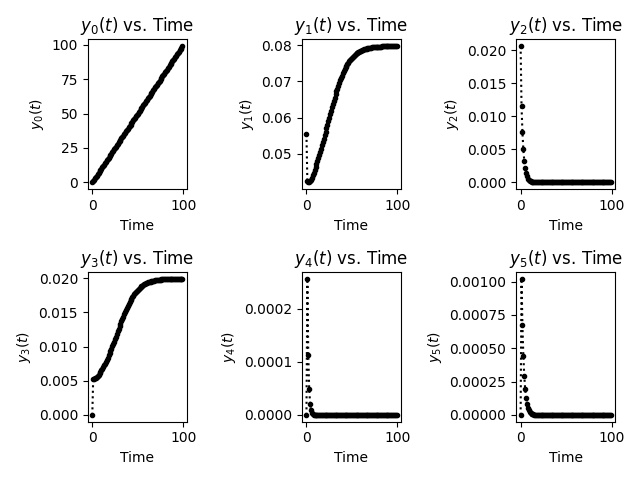 y₀(t) vs. Time
100
75
50
25
0
y₀(t)
0
100
Time
y₁(t) vs. Time
0.08
0.07
0.06
0.05
y₁(t)
0
100
Time
y₂(t) vs. Time
0.020
0.015
0.010
0.005
0.000
y₂(t)
0
100
Time
y₃(t) vs. Time
0.020
0.015
0.010
0.005
0.000
y₃(t)
0
100
Time
y₄(t) vs. Time
0.0002
0.0001
0.0000
y₄(t)
0
100
Time
y₅(t) vs. Time
0.00100
0.00075
0.00050
0.00025
0.00000
y₅(t)
0
100
Time